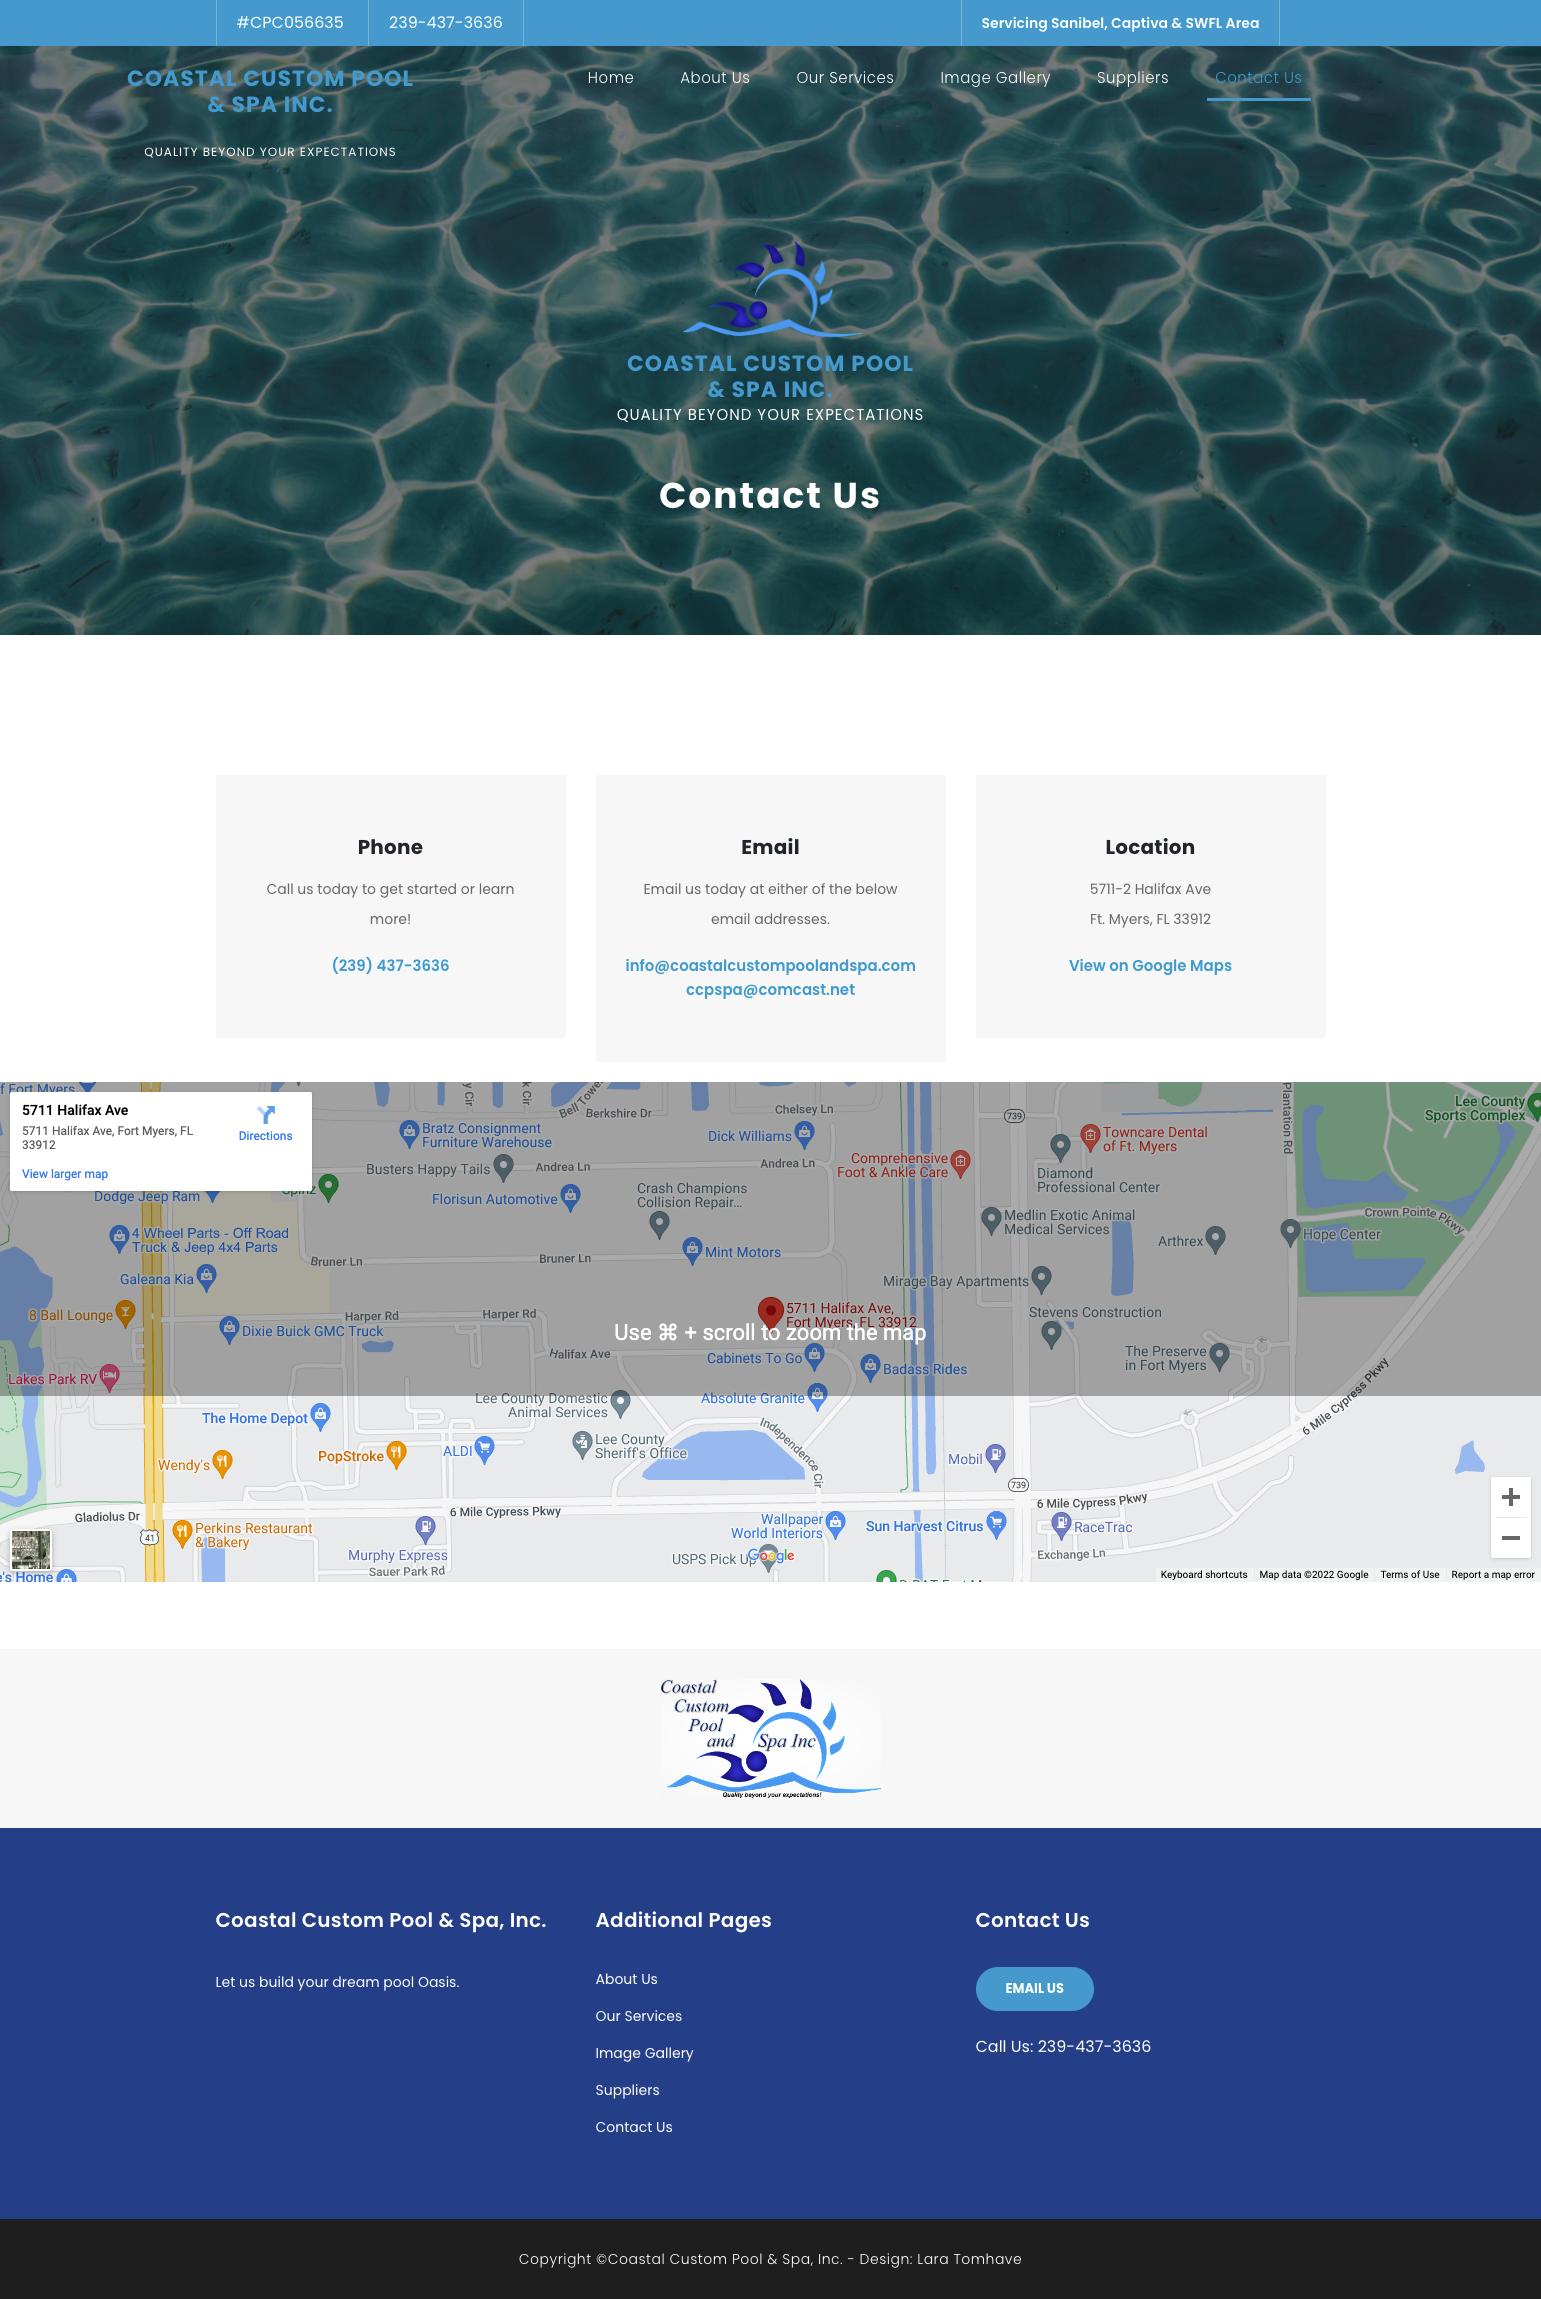 #CPC056635
239-437-3636
Servicing Sanibel, Captiva & SWFL Area
COASTAL CUSTOM POOL
& SPA INC.
QUALITY BEYOND YOUR EXPECTATIONS
Home
About Us
Our Services
Image Gallery
Suppliers
Contact Us
COASTAL CUSTOM POOL
& SPA INC.
QUALITY BEYOND YOUR EXPECTATIONS
Contact Us
Phone
Call us today to get started or learn
more!
(239) 437-3636
Email
Email us today at either of the below
email addresses.
info@coastalcustompoolandspa.com
ccpspa@comcast.net
Location
5711-2 Halifax Ave
Ft. Myers, FL 33912
View on Google Maps
of Fort Myers
5711 Halifax Ave
5711 Halifax Ave, Fort Myers, FL
33912
Directions
View larger map
Dodge Jeep Ram
Bell Tower
Berkshire Dr
Chelsey Ln
739
Plantation Rd
Lee County
Sports Complex
Bratz Consignment
Furniture Warehouse
Dick Williams
Towncare Dental
of Ft. Myers
Busters Happy Tails
Andrea Ln
Andrea Ln
Comprehensive
Foot & Ankle Care
Diamond
Professional Center
Florisun Automotive
Crash Champions
Collision Repair...
Medlin Exotic Animal
Medical Services
Crown Pointe Pkwy
4 Wheel Parts - Off Road
Truck & Jeep 4x4 Parts
Arthrex
Hope Center
Bruner Ln
Bruner Ln
Mint Motors
Galeana Kia
Mirage Bay Apartments
8 Ball Lounge
Harper Rd
Harper Rd
5711 Halifax Ave,
Fort Myers, FL 33912
Stevens Construction
Dixie Buick GMC Truck
Use ⌘ + scroll to zoom the map
Halifax Ave
Cabinets To Go
Badass Rides
The Preserve
in Fort Myers
Lakes Park RV
Lee County Domestic
Animal Services
Absolute Granite
6 Mile Cypress Pkwy
The Home Depot
Independence Cir
PopStroke
ALDI
Lee County
Sheriff's Office
Wendy's
Mobil
739
Gladiolus Dr
6 Mile Cypress Pkwy
6 Mile Cypress Pkwy
41
Perkins Restaurant
& Bakery
Wallpaper
World Interiors
Sun Harvest Citrus
RaceTrac
Murphy Express
USPS Pick Up
Google
Exchange Ln
Sauer Park Rd
e's Home
Keyboard shortcuts
Map data ©2022 Google
Terms of Use
Report a map error
Coastal
Custom
Pool
and Spa Inc
Quality beyond your expectations!
Coastal Custom Pool & Spa, Inc.
Let us build your dream pool Oasis.
Additional Pages
About Us
Our Services
Image Gallery
Suppliers
Contact Us
Contact Us
EMAIL US
Call Us: 239-437-3636
Copyright ©Coastal Custom Pool & Spa, Inc. - Design: Lara Tomhave